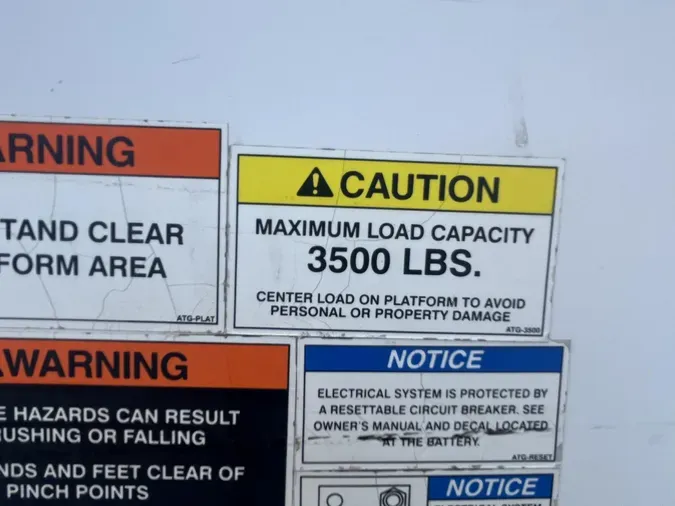 ARNING
TAND CLEAR
FORM AREA
ATG-PLAT
CAUTION
MAXIMUM LOAD CAPACITY
3500 LBS.
CENTER LOAD ON PLATFORM TO AVOID
PERSONAL OR PROPERTY DAMAGE
ATG-3500
WARNING
E HAZARDS CAN RESULT
RUSHING OR FALLING
NDS AND FEET CLEAR OF
PINCH POINTS
NOTICE
ELECTRICAL SYSTEM IS PROTECTED BY
A RESETTABLE CIRCUIT BREAKER. SEE
OWNER'S MANUAL AND DECAL LOCATED
AT THE BATTERY.
ATG-RESET
NOTICE
ELECTRICAL SYSTEM